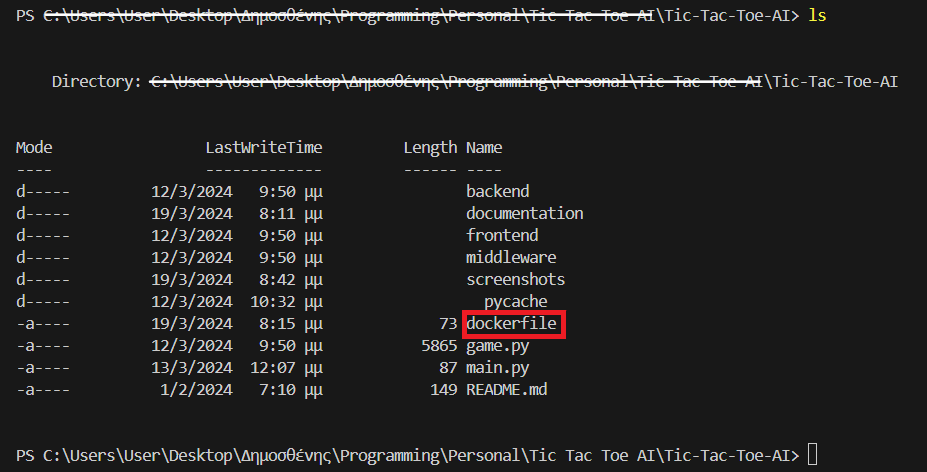 PS C:\Users\User\Desktop\Δημοσθένης\Programming\Personal\Tic Tac Toe AI\Tic-Tac-Toe-AI> ls
Directory: C:\Users\User\Desktop\Δημοσθένης\Programming\Personal\Tic Tac Toe AI\Tic-Tac-Toe-AI
Mode LastWriteTime Length Name
---- ------------- ------ ----
d----- 12/3/2024 9:50 μμ backend
d----- 19/3/2024 8:11 μμ documentation
d----- 12/3/2024 9:50 μμ frontend
d----- 12/3/2024 9:50 μμ middleware
d----- 19/3/2024 8:42 μμ screenshots
d----- 12/3/2024 10:32 μμ pycache
-a---- 19/3/2024 8:15 μμ 73 dockerfile
-a---- 12/3/2024 9:50 μμ 5865 game.py
-a---- 13/3/2024 12:07 μμ 87 main.py
-a---- 1/2/2024 7:10 μμ 149 README.md
PS C:\Users\User\Desktop\Δημοσθένης\Programming\Personal\Tic Tac Toe AI\Tic-Tac-Toe-AI>